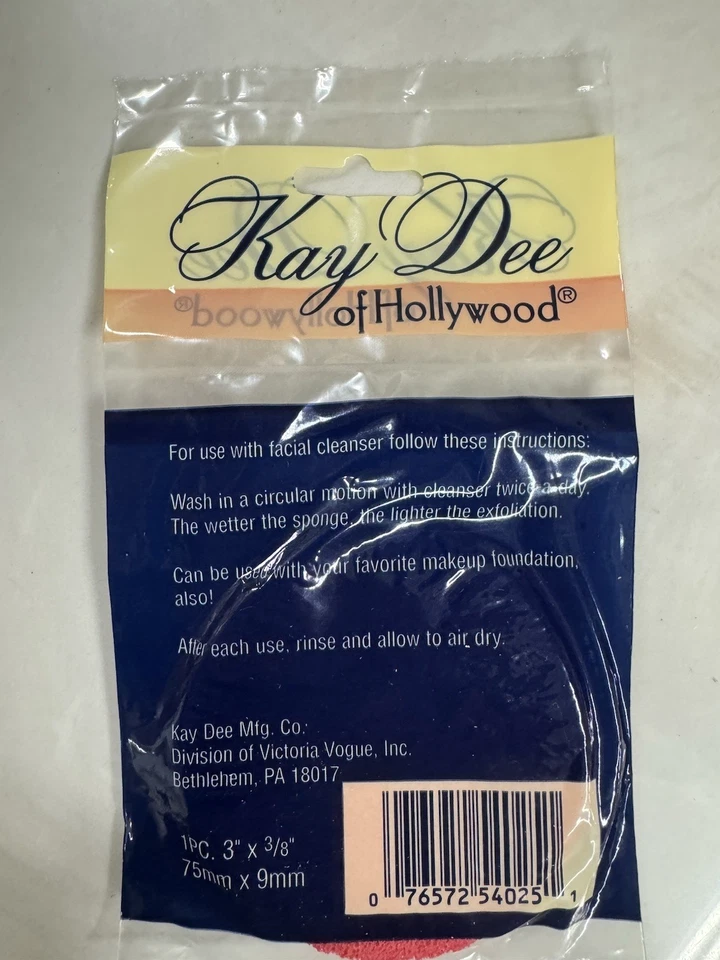 Kay Dee
of Hollywood®
For use with facial cleanser follow these instructions:
Wash in a circular motion with cleanser twice a day.
The wetter the sponge, the lighter the exfoliation.
Can be used with your favorite makeup foundation,
also!
After each use, rinse and allow to air dry.
Kay Dee Mfg. Co.
Division of Victoria Vogue, Inc.
Bethlehem, PA 18017
1PC. 3" x 3/8"
75mm x 9mm
0 76572 54025 1